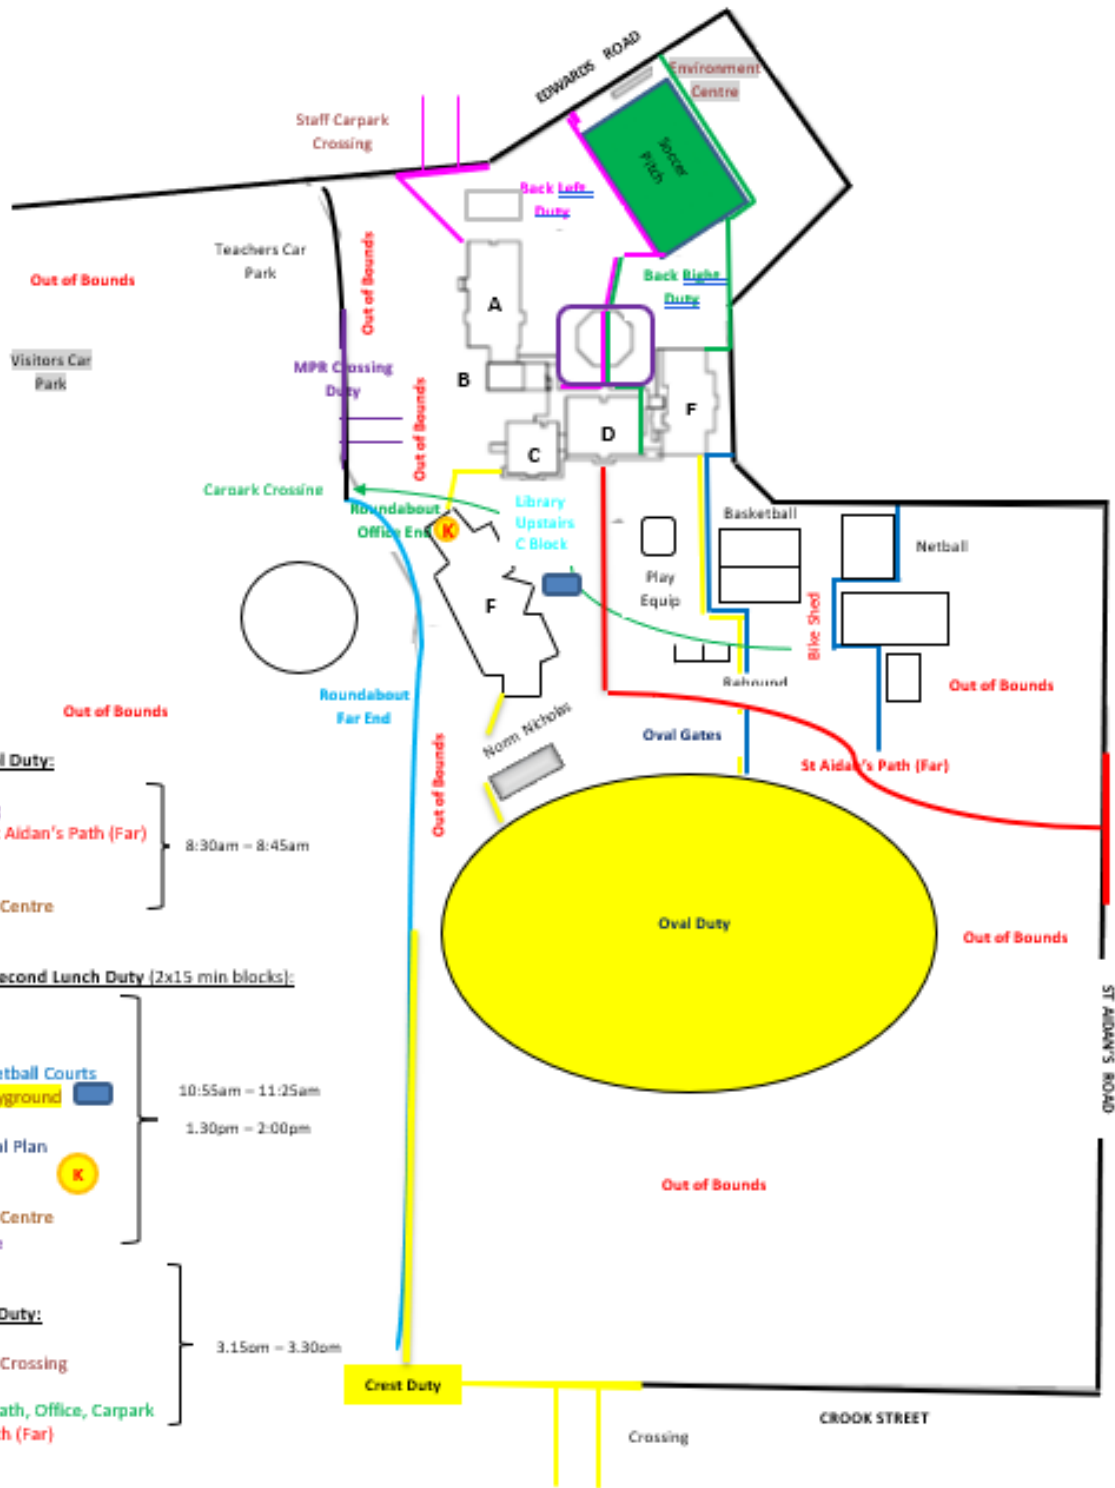 EDWARDS ROAD
Environment
Centre
Staff Carpark
Crossing
Soccer
Pitch
Back Left
Duty
Teachers Car
Park
Out of Bounds
Out of Bounds
Back Right
Duty
A
Visitors Car
Park
MPR Crossing
Duty
B
Out of Bounds
F
D
C
Carpark Crossing
Roundabout
Office End
K
Library
Upstairs
C Block
Basketball
Netball
Play
Equip
F
Bike Shed
Rebound
Out of Bounds
Roundabout
Far End
Out of Bounds
Norm Nicholas
Oval Gates
St Aidan's Path (Far)
l Duty:
Out of Bounds
t Aidan's Path (Far)
8:30am – 8:45am
Centre
Oval Duty
Out of Bounds
econd Lunch Duty (2x15 min blocks):
ST AIDAN'S ROAD
etball Courts
yground
10:55am – 11:25am
1.30pm – 2:00pm
al Plan
K
Out of Bounds
Centre
e
Duty:
3.15pm – 3.30pm
Crossing
Crest Duty
ath, Office, Carpark
th (Far)
CROOK STREET
Crossing